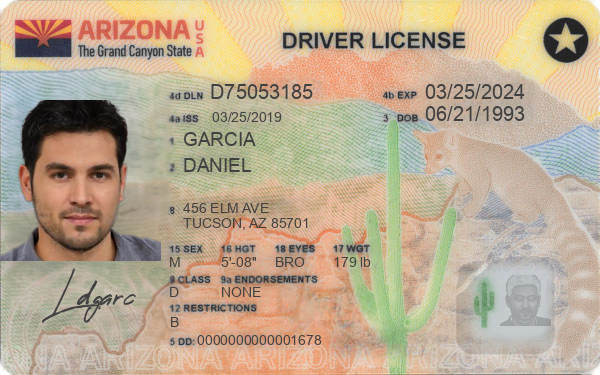 ARIZONA USA
The Grand Canyon State
DRIVER LICENSE
4d DLN D75053185 4b EXP 03/25/2024
4a ISS 03/25/2019 3 DOB 06/21/1993
1 GARCIA
2 DANIEL
8 456 ELM AVE
TUCSON, AZ 85701
15 SEX 16 HGT 18 EYES 17 WGT
M 5'-08" BRO 179 lb
9 CLASS 9a ENDORSEMENTS
D NONE
12 RESTRICTIONS
B
5 DD: 0000000000001678
ARIZONA ARIZONA ARIZONA